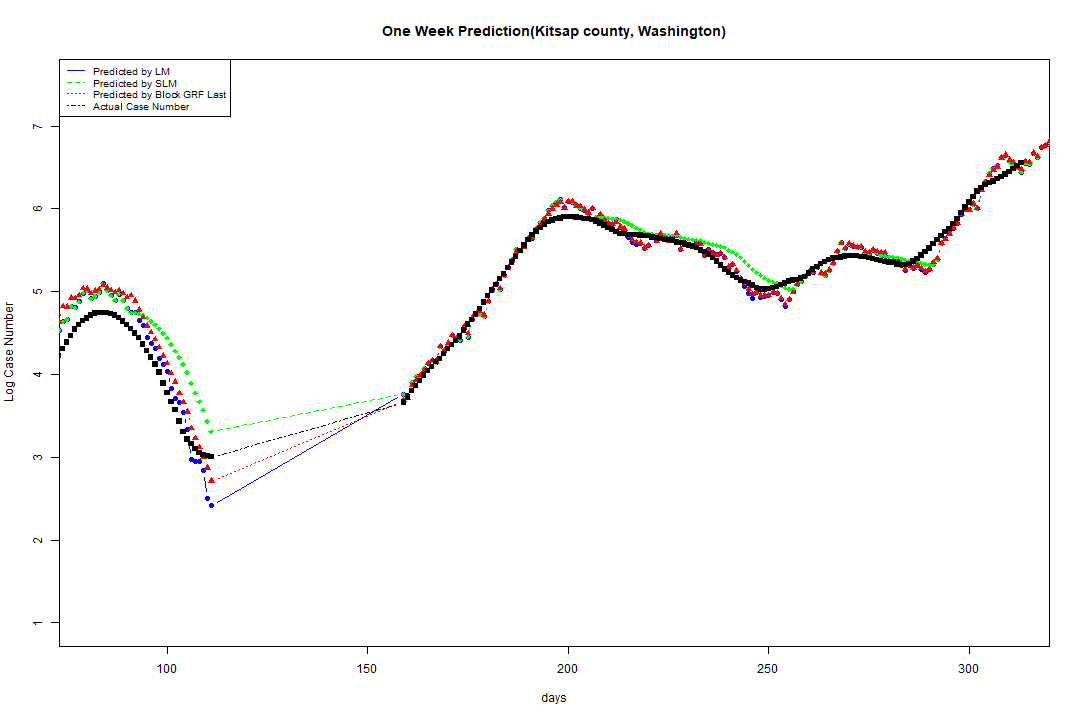 One Week Prediction(Kitsap county, Washington)
Predicted by LM
Predicted by SLM
Predicted by Block GRF Last
Actual Case Number
Log Case Number
7
6
5
4
3
2
1
100 150 200 250 300
days